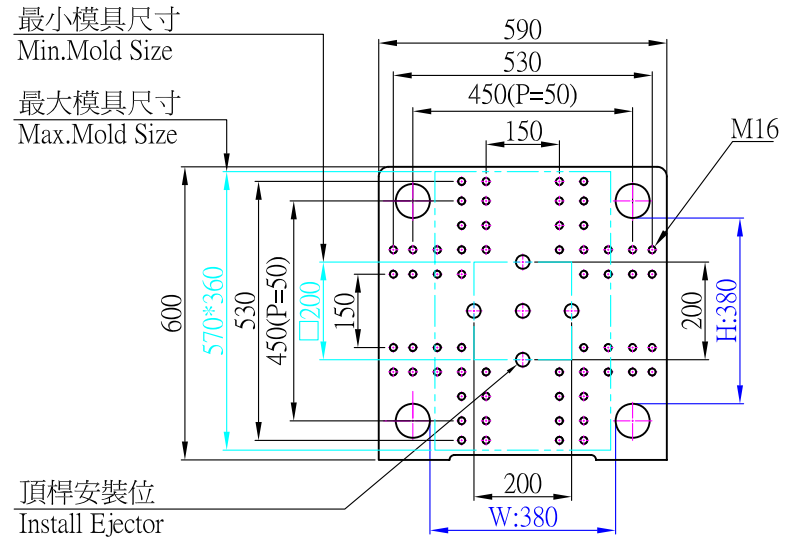 最小模具尺寸
Min.Mold Size
590
530
450(P=50)
最大模具尺寸
Max.Mold Size
150
M16
600
570*360
530
450(P=50)
□200
150
200
H:380
頂桿安裝位
Install Ejector
200
W:380